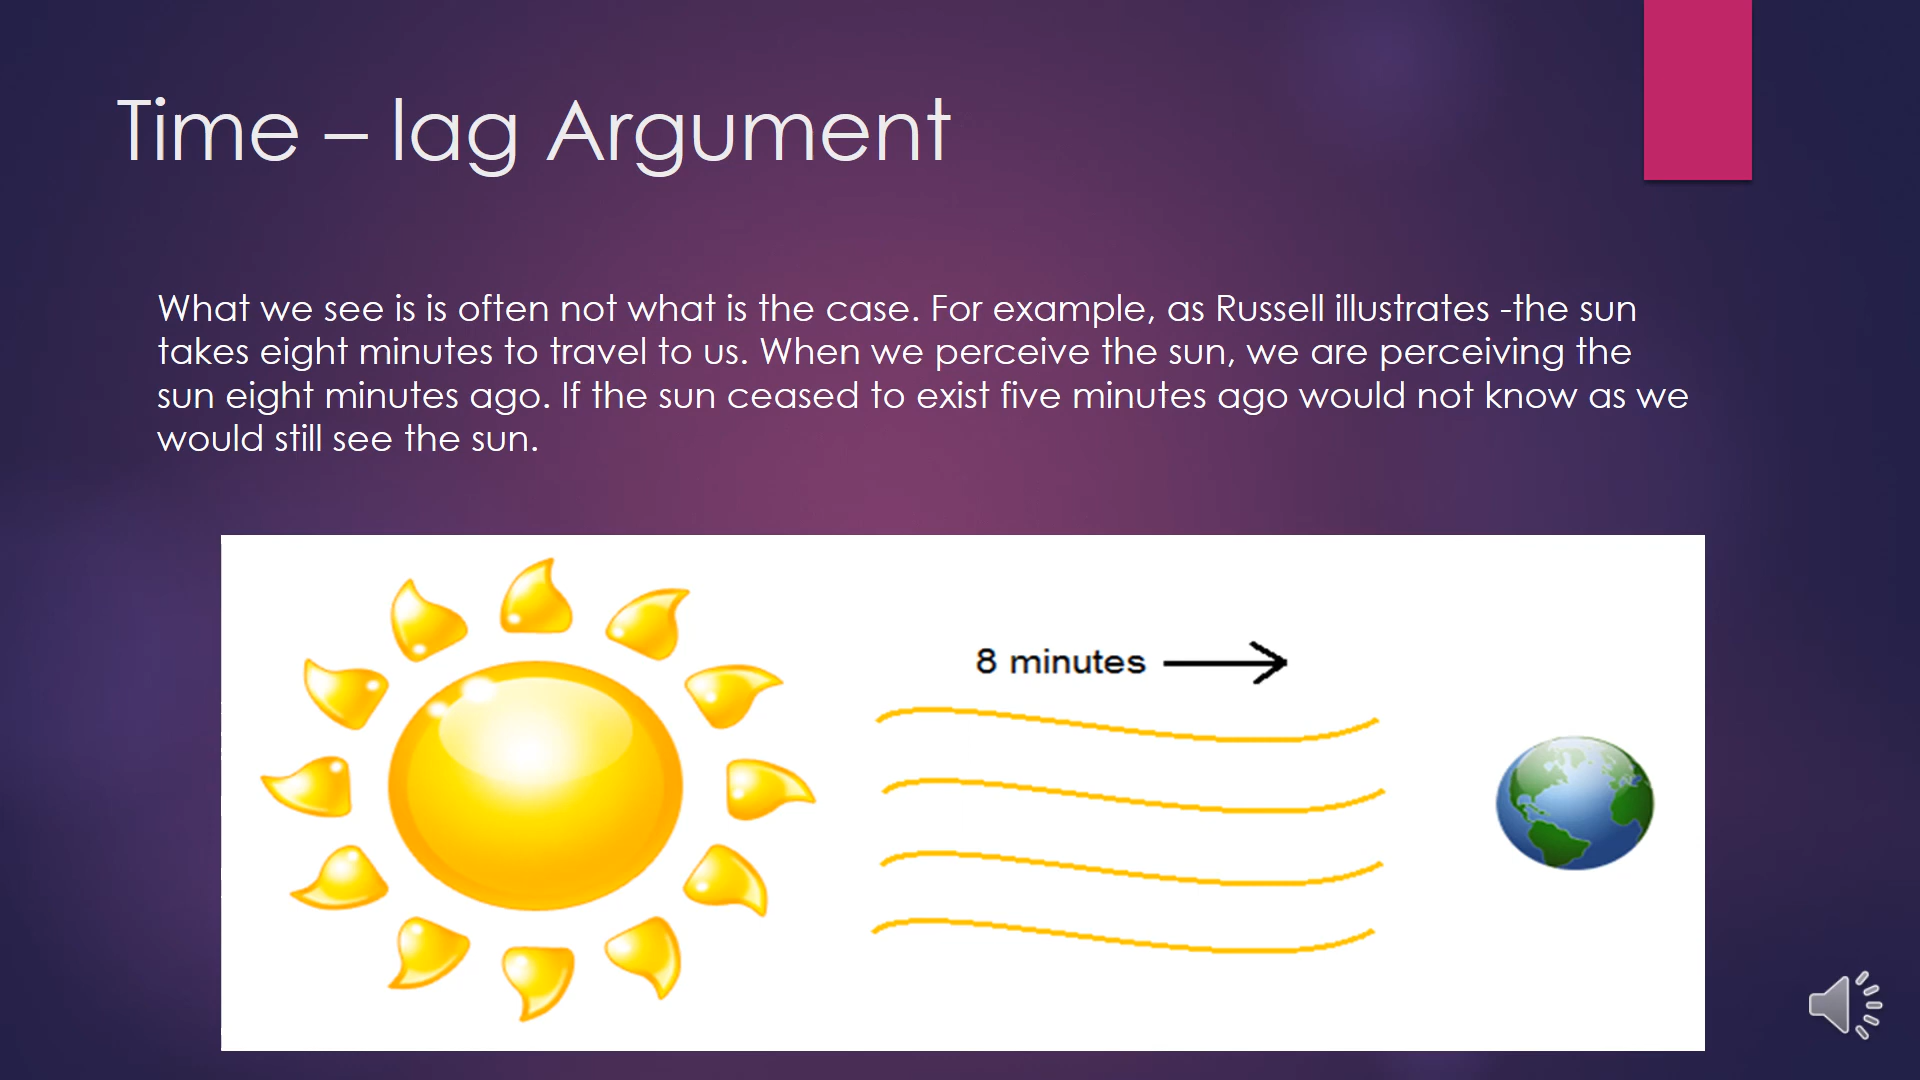 Time – lag Argument
What we see is is often not what is the case. For example, as Russell illustrates -the sun
takes eight minutes to travel to us. When we perceive the sun, we are perceiving the
sun eight minutes ago. If the sun ceased to exist five minutes ago would not know as we
would still see the sun.
8 minutes